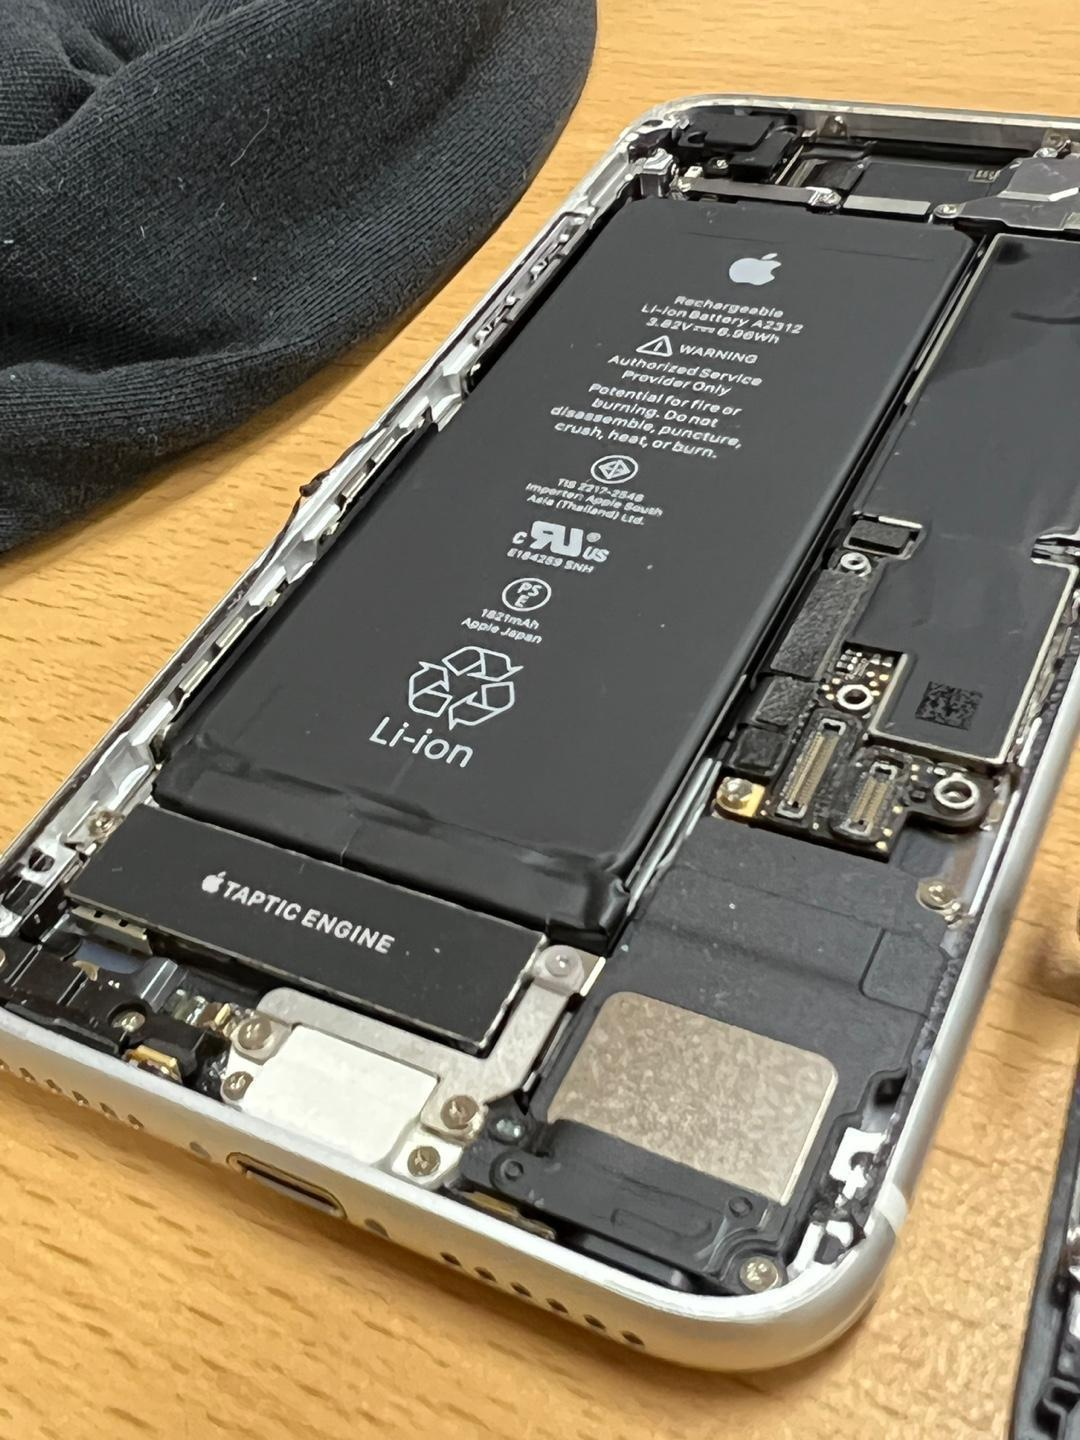 Rechargeable
Li-ion Battery A2312
3.82V⎓6.96Wh
WARNING
Authorized Service
Provider Only
Potential for fire or
burning. Do not
disassemble, puncture,
crush, heat, or burn.
TIS 2217-2548
Importer: Apple South
Asia (Thailand) Ltd.
c RU® US
E184259 SNH
PS
E
1821mAh
Apple Japan
Li-ion
TAPTIC ENGINE